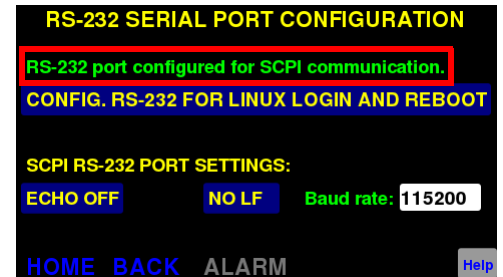 RS-232 SERIAL PORT CONFIGURATION
RS-232 port configured for SCPI communication.
CONFIG. RS-232 FOR LINUX LOGIN AND REBOOT
SCPI RS-232 PORT SETTINGS:
ECHO OFF NO LF Baud rate: 115200
HOME BACK ALARM Help